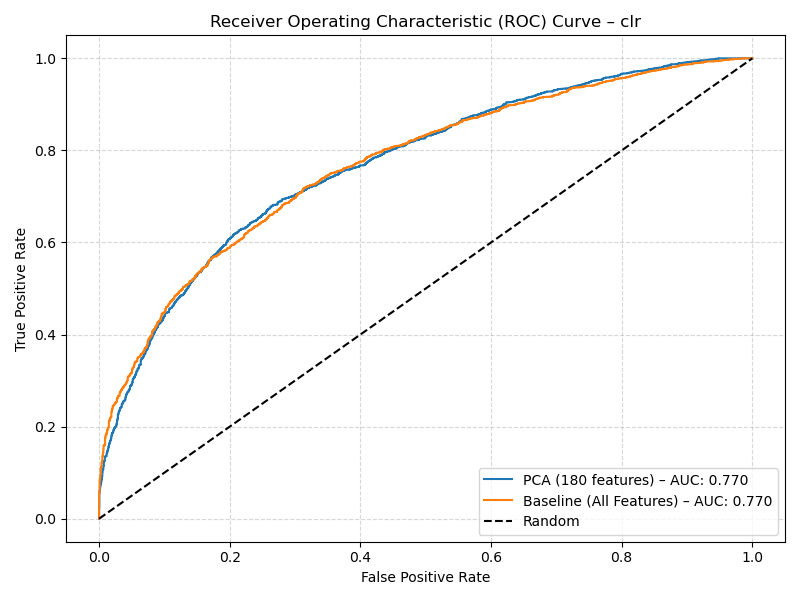 Receiver Operating Characteristic (ROC) Curve – clr
True Positive Rate
1.0
0.8
0.6
0.4
0.2
0.0
0.0 0.2 0.4 0.6 0.8 1.0
False Positive Rate
PCA (180 features) – AUC: 0.770
Baseline (All Features) – AUC: 0.770
Random